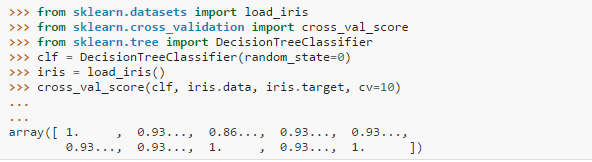 >>> from sklearn.datasets import load_iris
>>> from sklearn.cross_validation import cross_val_score
>>> from sklearn.tree import DecisionTreeClassifier
>>> clf = DecisionTreeClassifier(random_state=0)
>>> iris = load_iris()
>>> cross_val_score(clf, iris.data, iris.target, cv=10)
...
...
array([ 1.     ,  0.93...,  0.86...,  0.93...,  0.93...,
        0.93...,  0.93...,  1.     ,  0.93...,  1.      ])